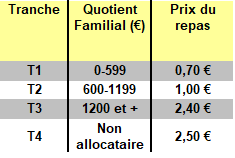 Tranche Quotient Familial (€) Prix du repas
T1 0-599 0,70 €
T2 600-1199 1,00 €
T3 1200 et + 2,40 €
T4 Non allocataire 2,50 €